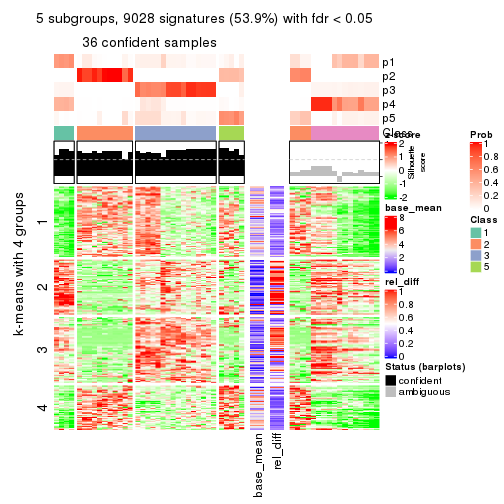 5 subgroups, 9028 signatures (53.9%) with fdr < 0.05
36 confident samples
p1
p2
p3
p4
p5
Class
k-means with 4 groups
1
2
3
4
base_mean
rel_diff
Silhouette
score
z-score
2
1
0
-1
-2
base_mean
8
6
4
2
0
rel_diff
1
0.8
0.6
0.4
0.2
0
Status (barplots)
confident
ambiguous
Prob
1
0.8
0.6
0.4
0.2
0
Class
1
2
3
5